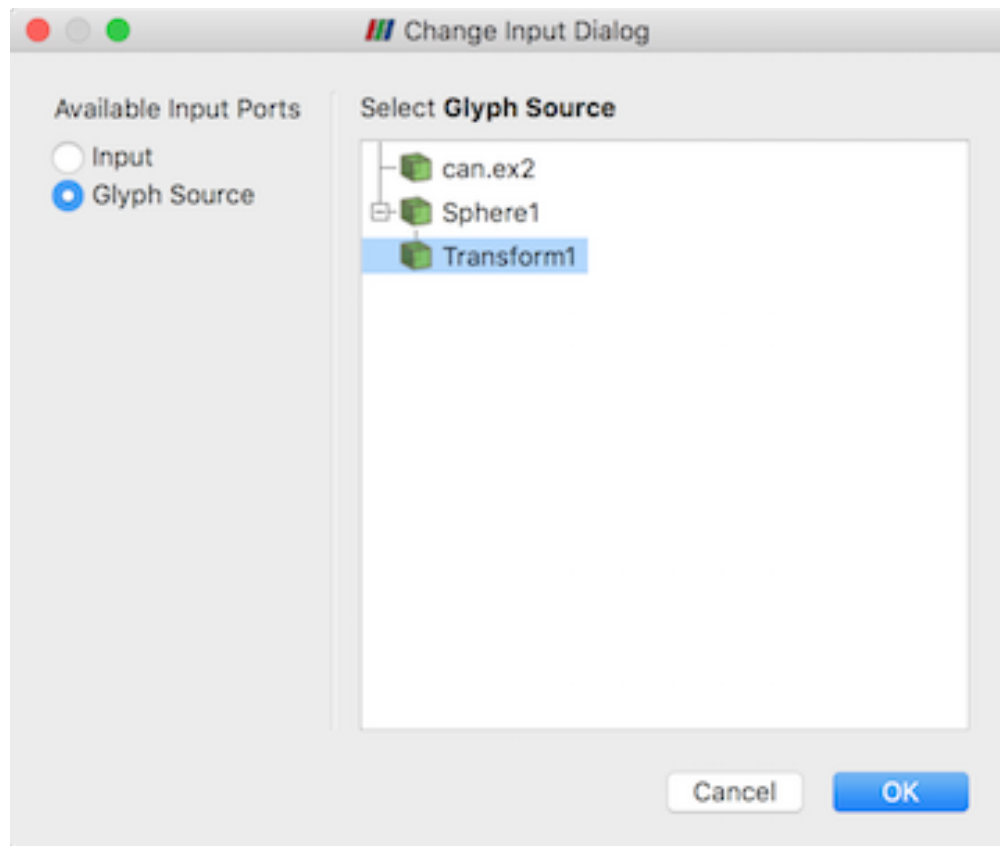 Change Input Dialog
Available Input Ports
Input
Glyph Source
Select Glyph Source
can.ex2
Sphere1
Transform1
Cancel
OK